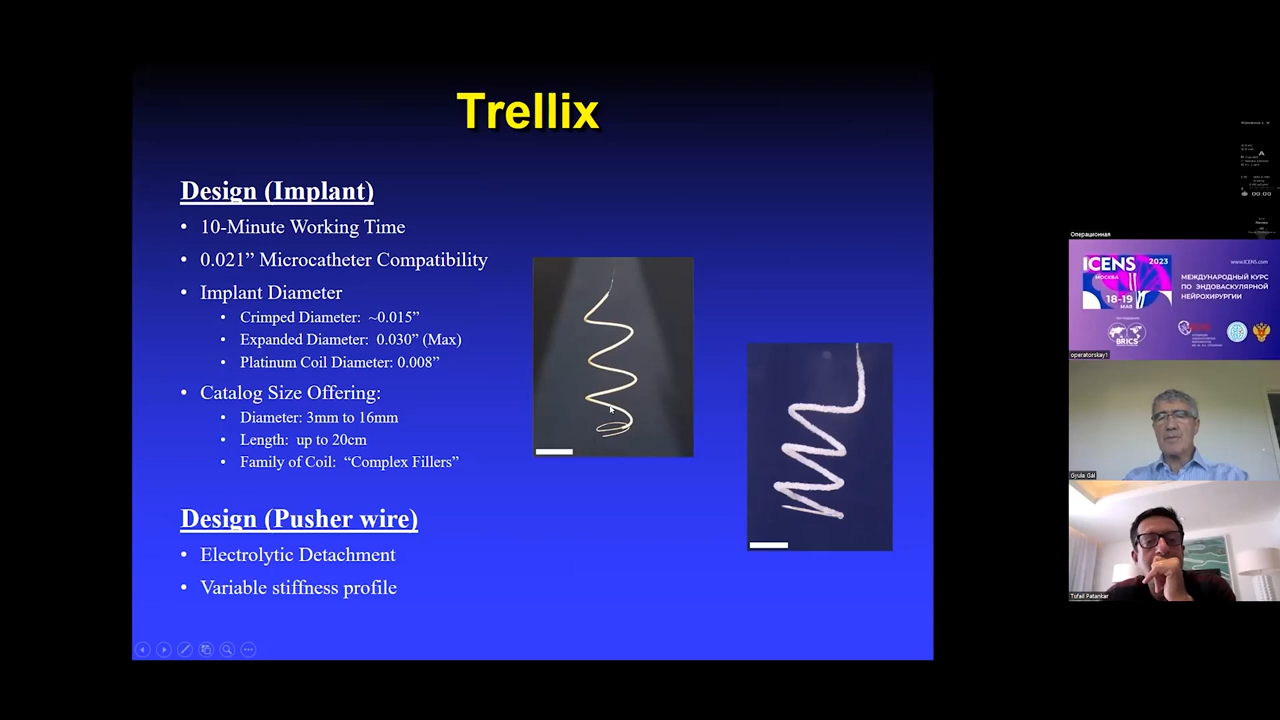 Trellix
Design (Implant)
• 10-Minute Working Time
• 0.021” Microcatheter Compatibility
• Implant Diameter
• Crimped Diameter: ~0.015”
• Expanded Diameter: 0.030” (Max)
• Platinum Coil Diameter: 0.008”
• Catalog Size Offering:
• Diameter: 3mm to 16mm
• Length: up to 20cm
• Family of Coil: “Complex Fillers”
Design (Pusher wire)
• Electrolytic Detachment
• Variable stiffness profile
Операционная
ICENS 2023
МОСКВА
18-19
МАЯ
www.ICENS.com
МЕЖДУНАРОДНЫЙ КУРС
ПО ЭНДОВАСКУЛЯРНОЙ
НЕЙРОХИРУРГИИ
BRICS
operatorskay1
Gyula Gál
Tufail Patankar